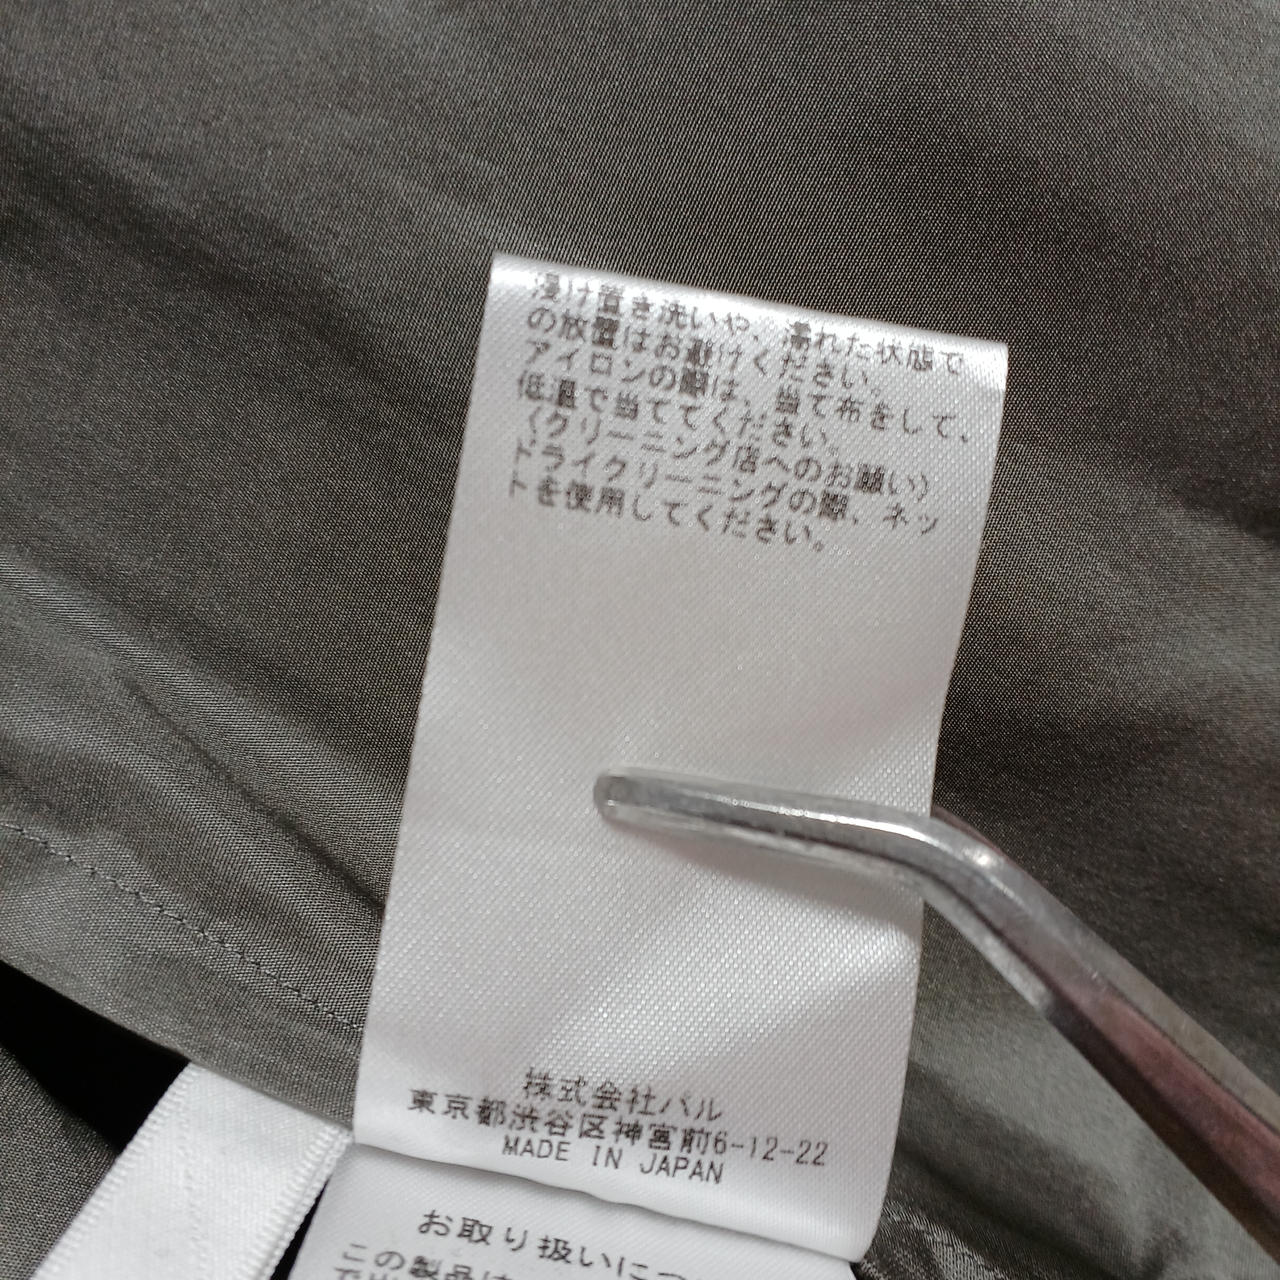 浸け置き洗いや、濡れた状態で
の放置はお避けください。
アイロンの際は、当て布をして、
低温で当ててください。
〈クリーニング店へのお願い〉
ドライクリーニングの際、ネッ
トを使用してください。
株式会社パル
東京都渋谷区神宮前6-12-22
MADE IN JAPAN
お取り扱いにつ
この製品は